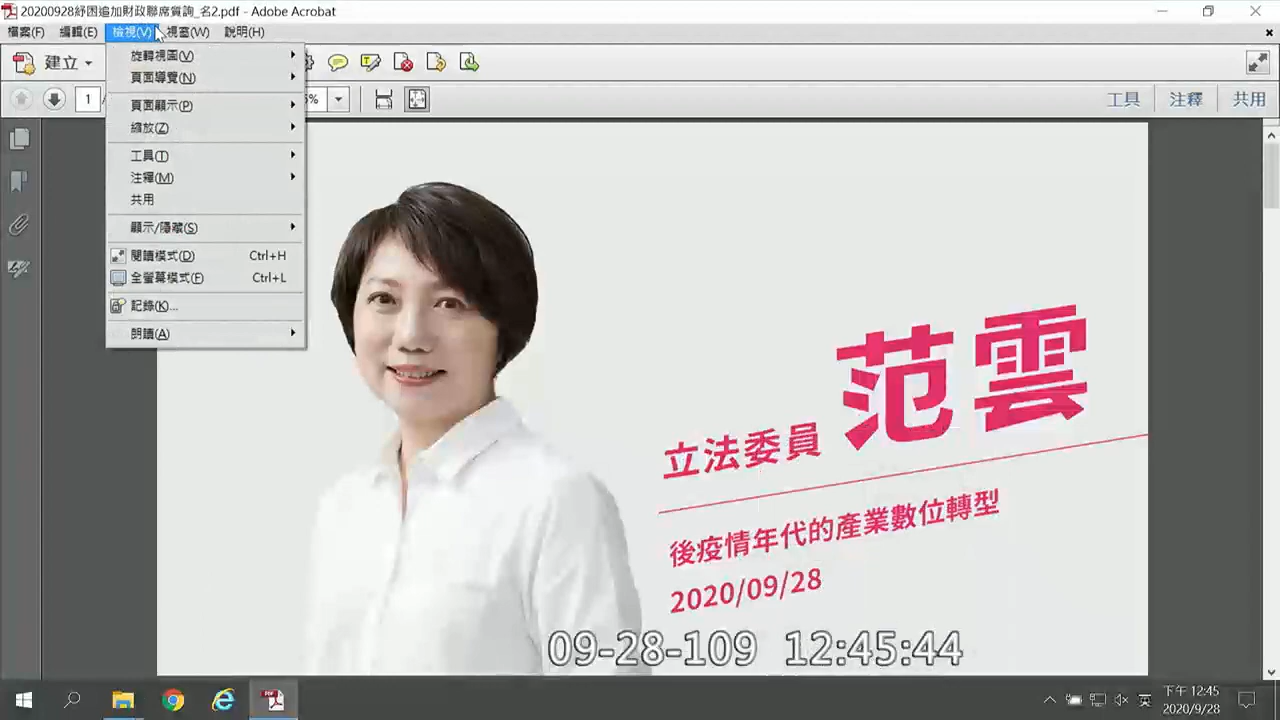 20200928紓困追加財政聯席質詢_名2.pdf - Adobe Acrobat
檔案(F) 編輯(E) 檢視(V) 視窗(W) 說明(H)
建立
1
工具 注釋 共用
旋轉視圖(V)
頁面導覽(N)
頁面顯示(P)
縮放(Z)
工具(T)
注釋(M)
共用
顯示/隱藏(S)
閱讀模式(D) Ctrl+H
全螢幕模式(F) Ctrl+L
記錄(K)...
朗讀(A)
立法委員 范雲
後疫情年代的產業數位轉型
2020/09/28
09-28-109 12:45:44
英
下午 12:45
2020/9/28